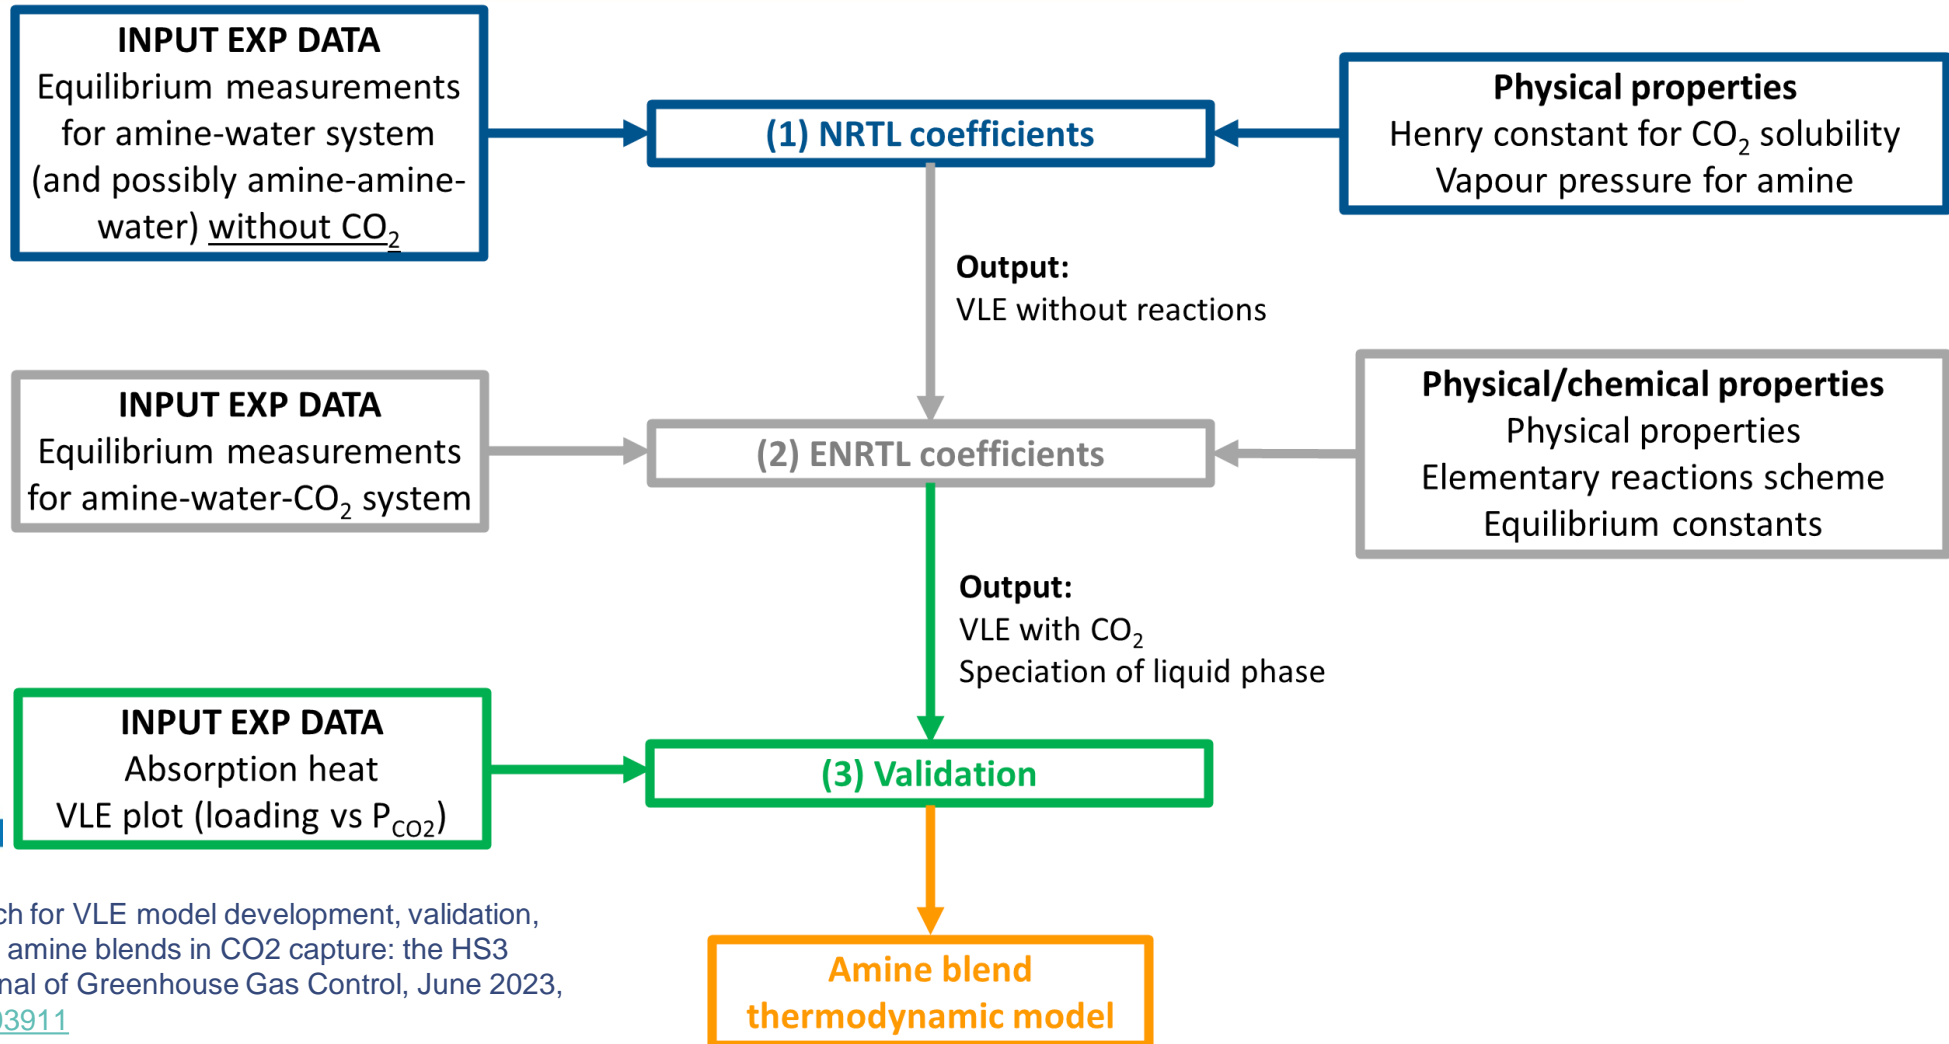 INPUT EXP DATA
Equilibrium measurements
for amine-water system
(and possibly amine-amine-
water) without CO₂
(1) NRTL coefficients
Physical properties
Henry constant for CO₂ solubility
Vapour pressure for amine
Output:
VLE without reactions
INPUT EXP DATA
Equilibrium measurements
for amine-water-CO₂ system
(2) ENRTL coefficients
Physical/chemical properties
Physical properties
Elementary reactions scheme
Equilibrium constants
Output:
VLE with CO₂
Speciation of liquid phase
INPUT EXP DATA
Absorption heat
VLE plot (loading vs P_CO2)
(3) Validation
Amine blend
thermodynamic model
ch for VLE model development, validation,
amine blends in CO2 capture: the HS3
nal of Greenhouse Gas Control, June 2023,
03911